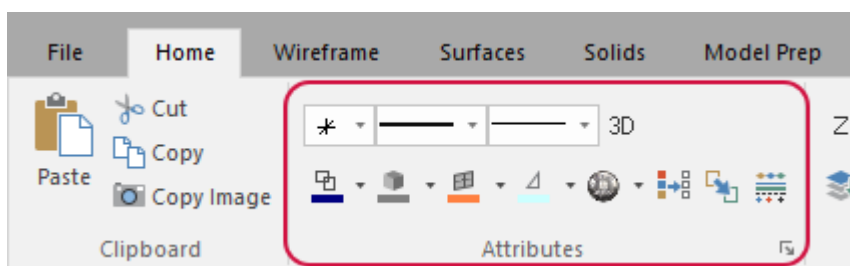 File Home Wireframe Surfaces Solids Model Prep
Cut
3D
Z
Copy
Paste
Copy Image
Clipboard Attributes